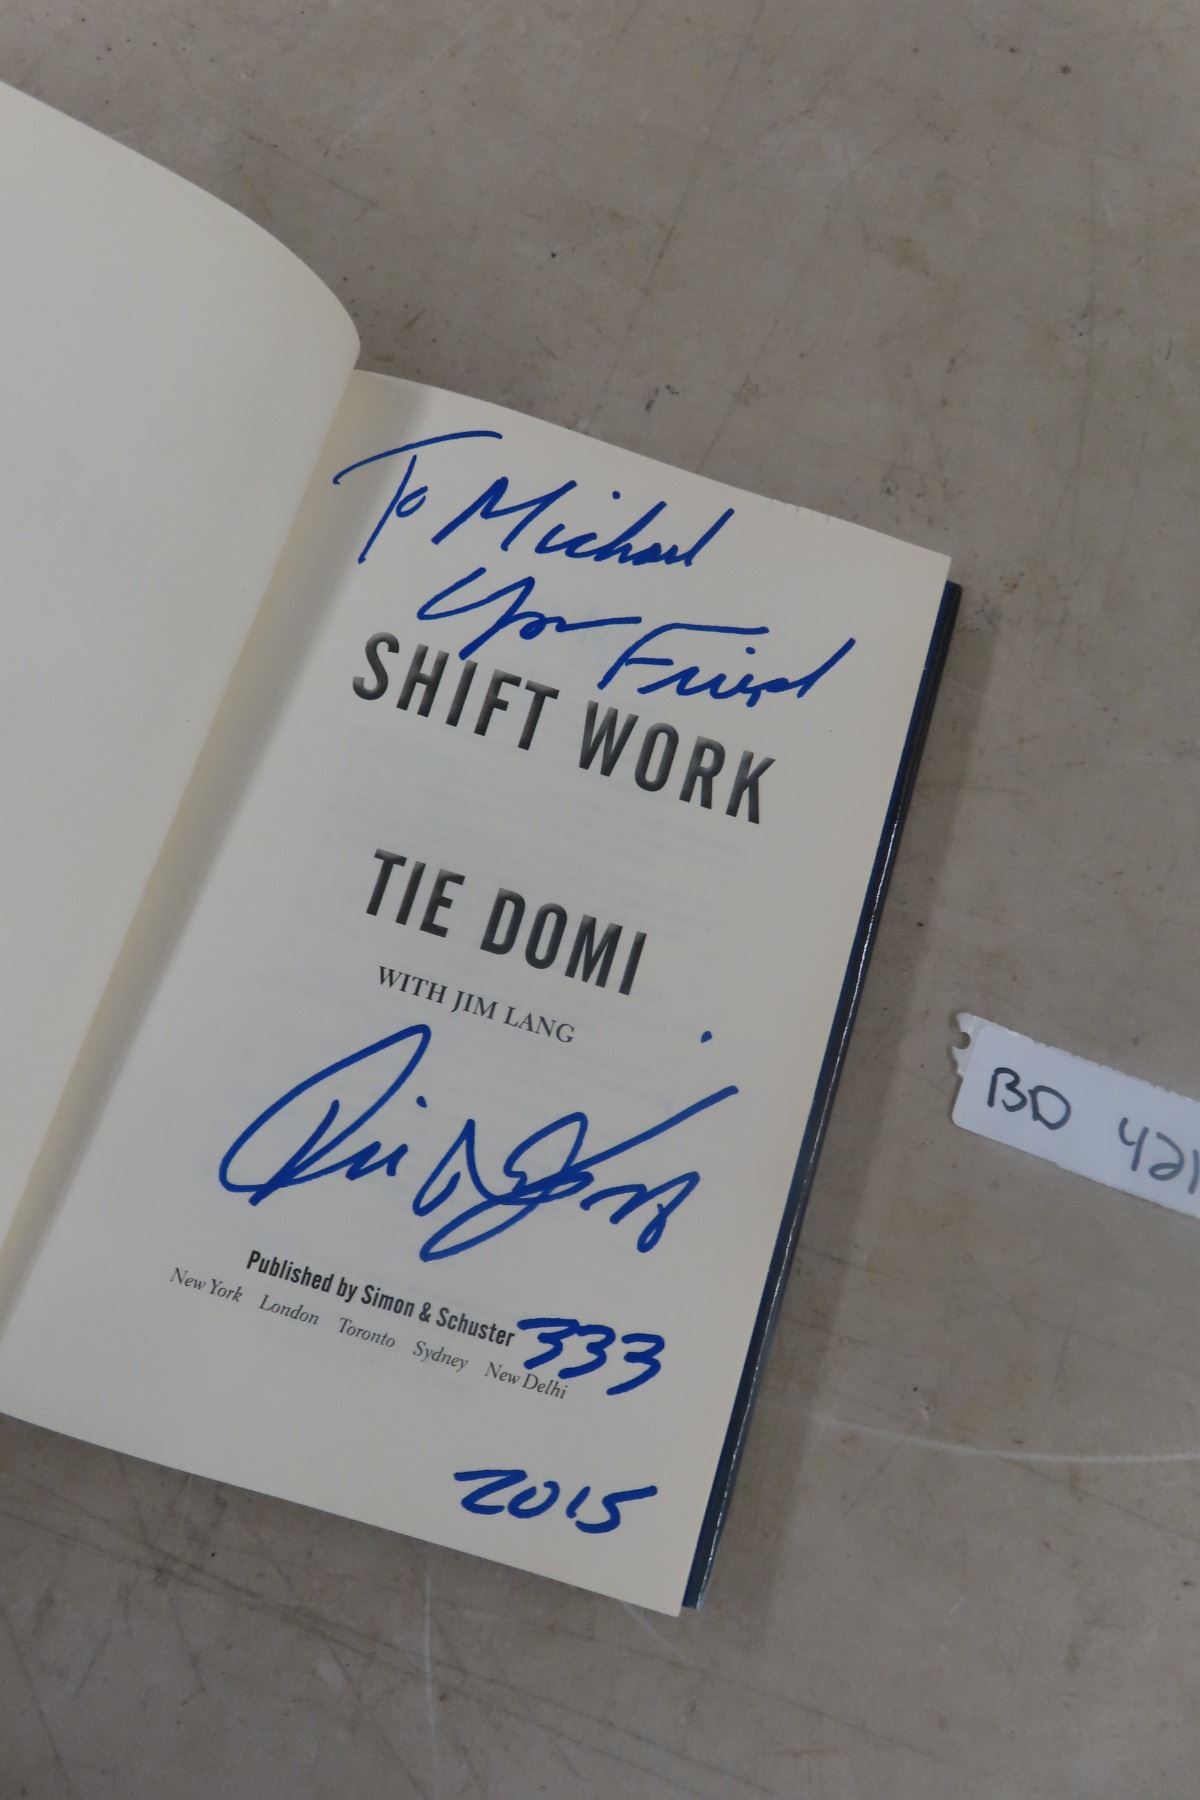 To Michael
Your Friend
SHIFT WORK
TIE DOMI
WITH JIM LANG
Published by Simon & Schuster
New York London Toronto Sydney New Delhi
333
2015
BD 421